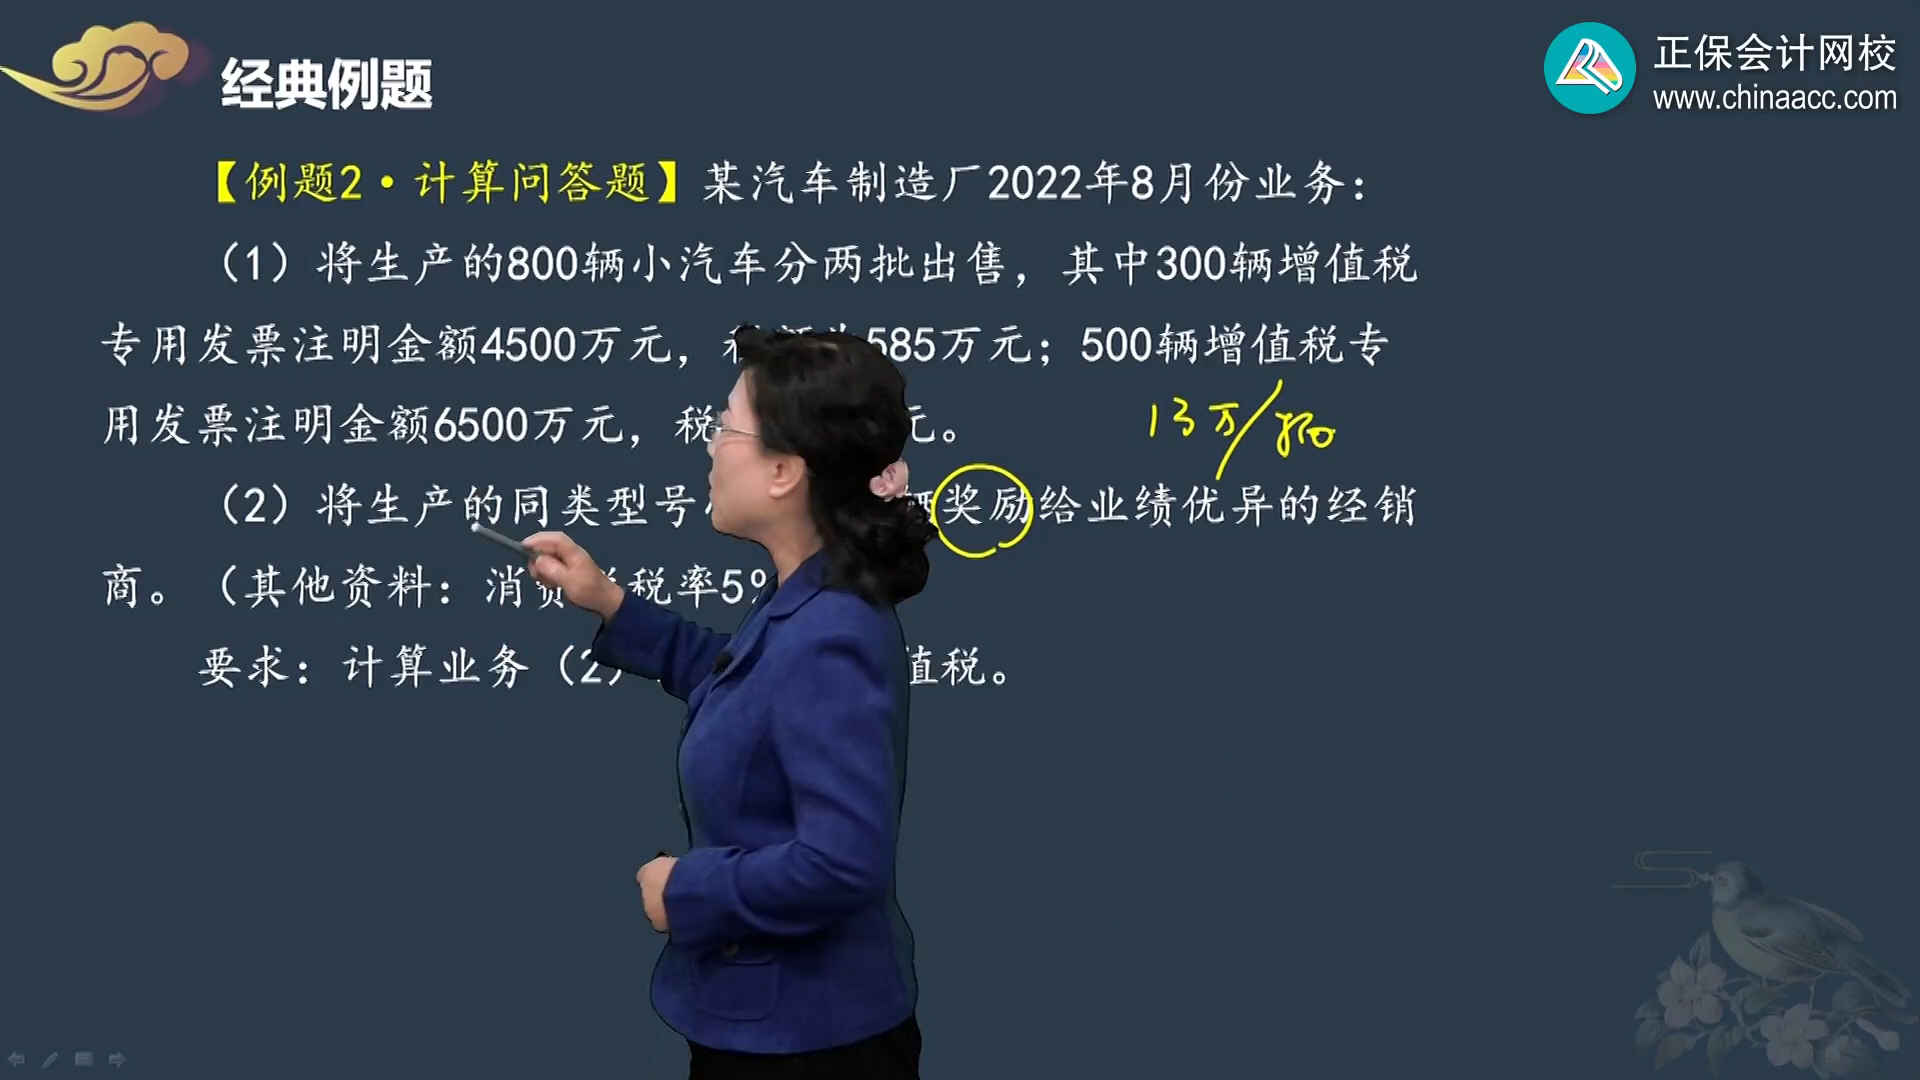 经典例题
正保会计网校
www.chinaacc.com
【例题2·计算问答题】某汽车制造厂2022年8月份业务：
（1）将生产的800辆小汽车分两批出售，其中300辆增值税
专用发票注明金额4500万元，585万元；500辆增值税专
用发票注明金额6500万元，税元。
13万/辆
（2）将生产的同类型号奖励给业绩优异的经销
商。（其他资料：消费税税率5%
要求：计算业务（2）值税。